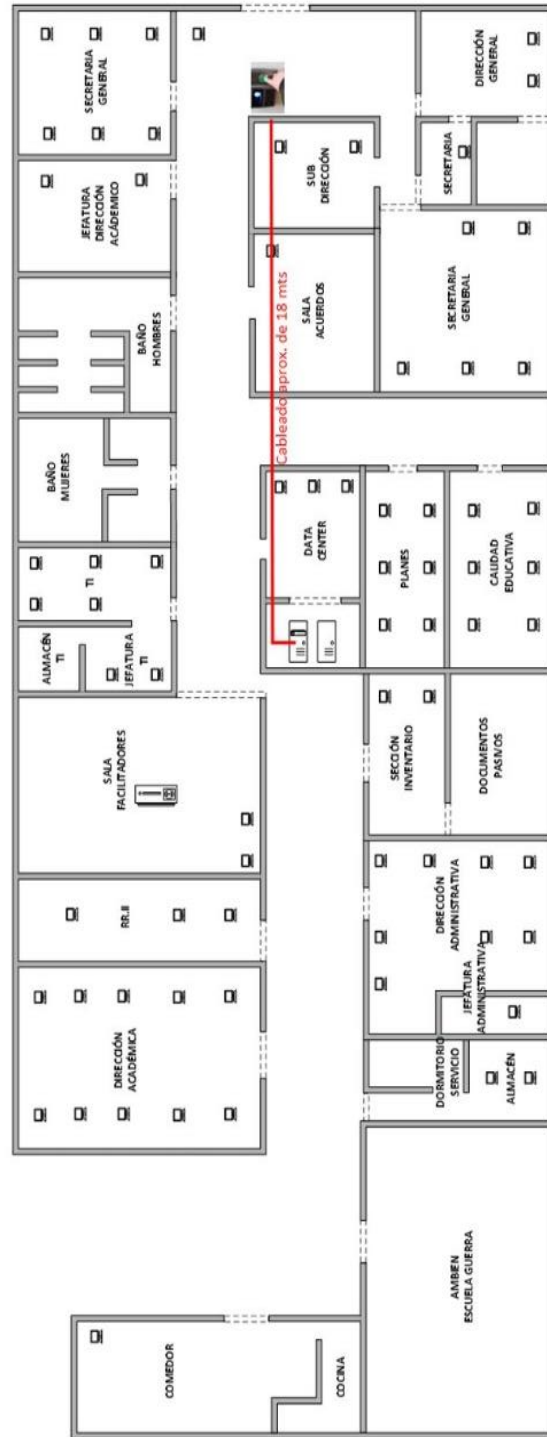 SECRETARIA
GENERAL
JEFATURA
DIRECCIÓN
ACÁDEMICO
BAÑO
HOMBRES
BAÑO
MUJERES
TI
ALMACÉN
TI
JEFATURA
TI
SALA
FACILITADORES
RR.II
DIRECCIÓN
ACADÉMICA
COMEDOR
COCINA
DIRECCIÓN
GENERAL
SECRETARIA
SUB
DIRECCIÓN
SALA
ACUERDOS
SECRETARIA
GENERAL
Cableado aprox. de 18 mts
DATA
CENTER
PLANES
CALIDAD
EDUCATIVA
SECCIÓN
INVENTARIO
DOCUMENTOS
PASIVOS
DIRECCIÓN
ADMINISTRATIVA
JEFATURA
ADMINISTRATIVA
DORMITORIO
SERVICIO
ALMACÉN
AMBIEN
ESCUELA GUERRA